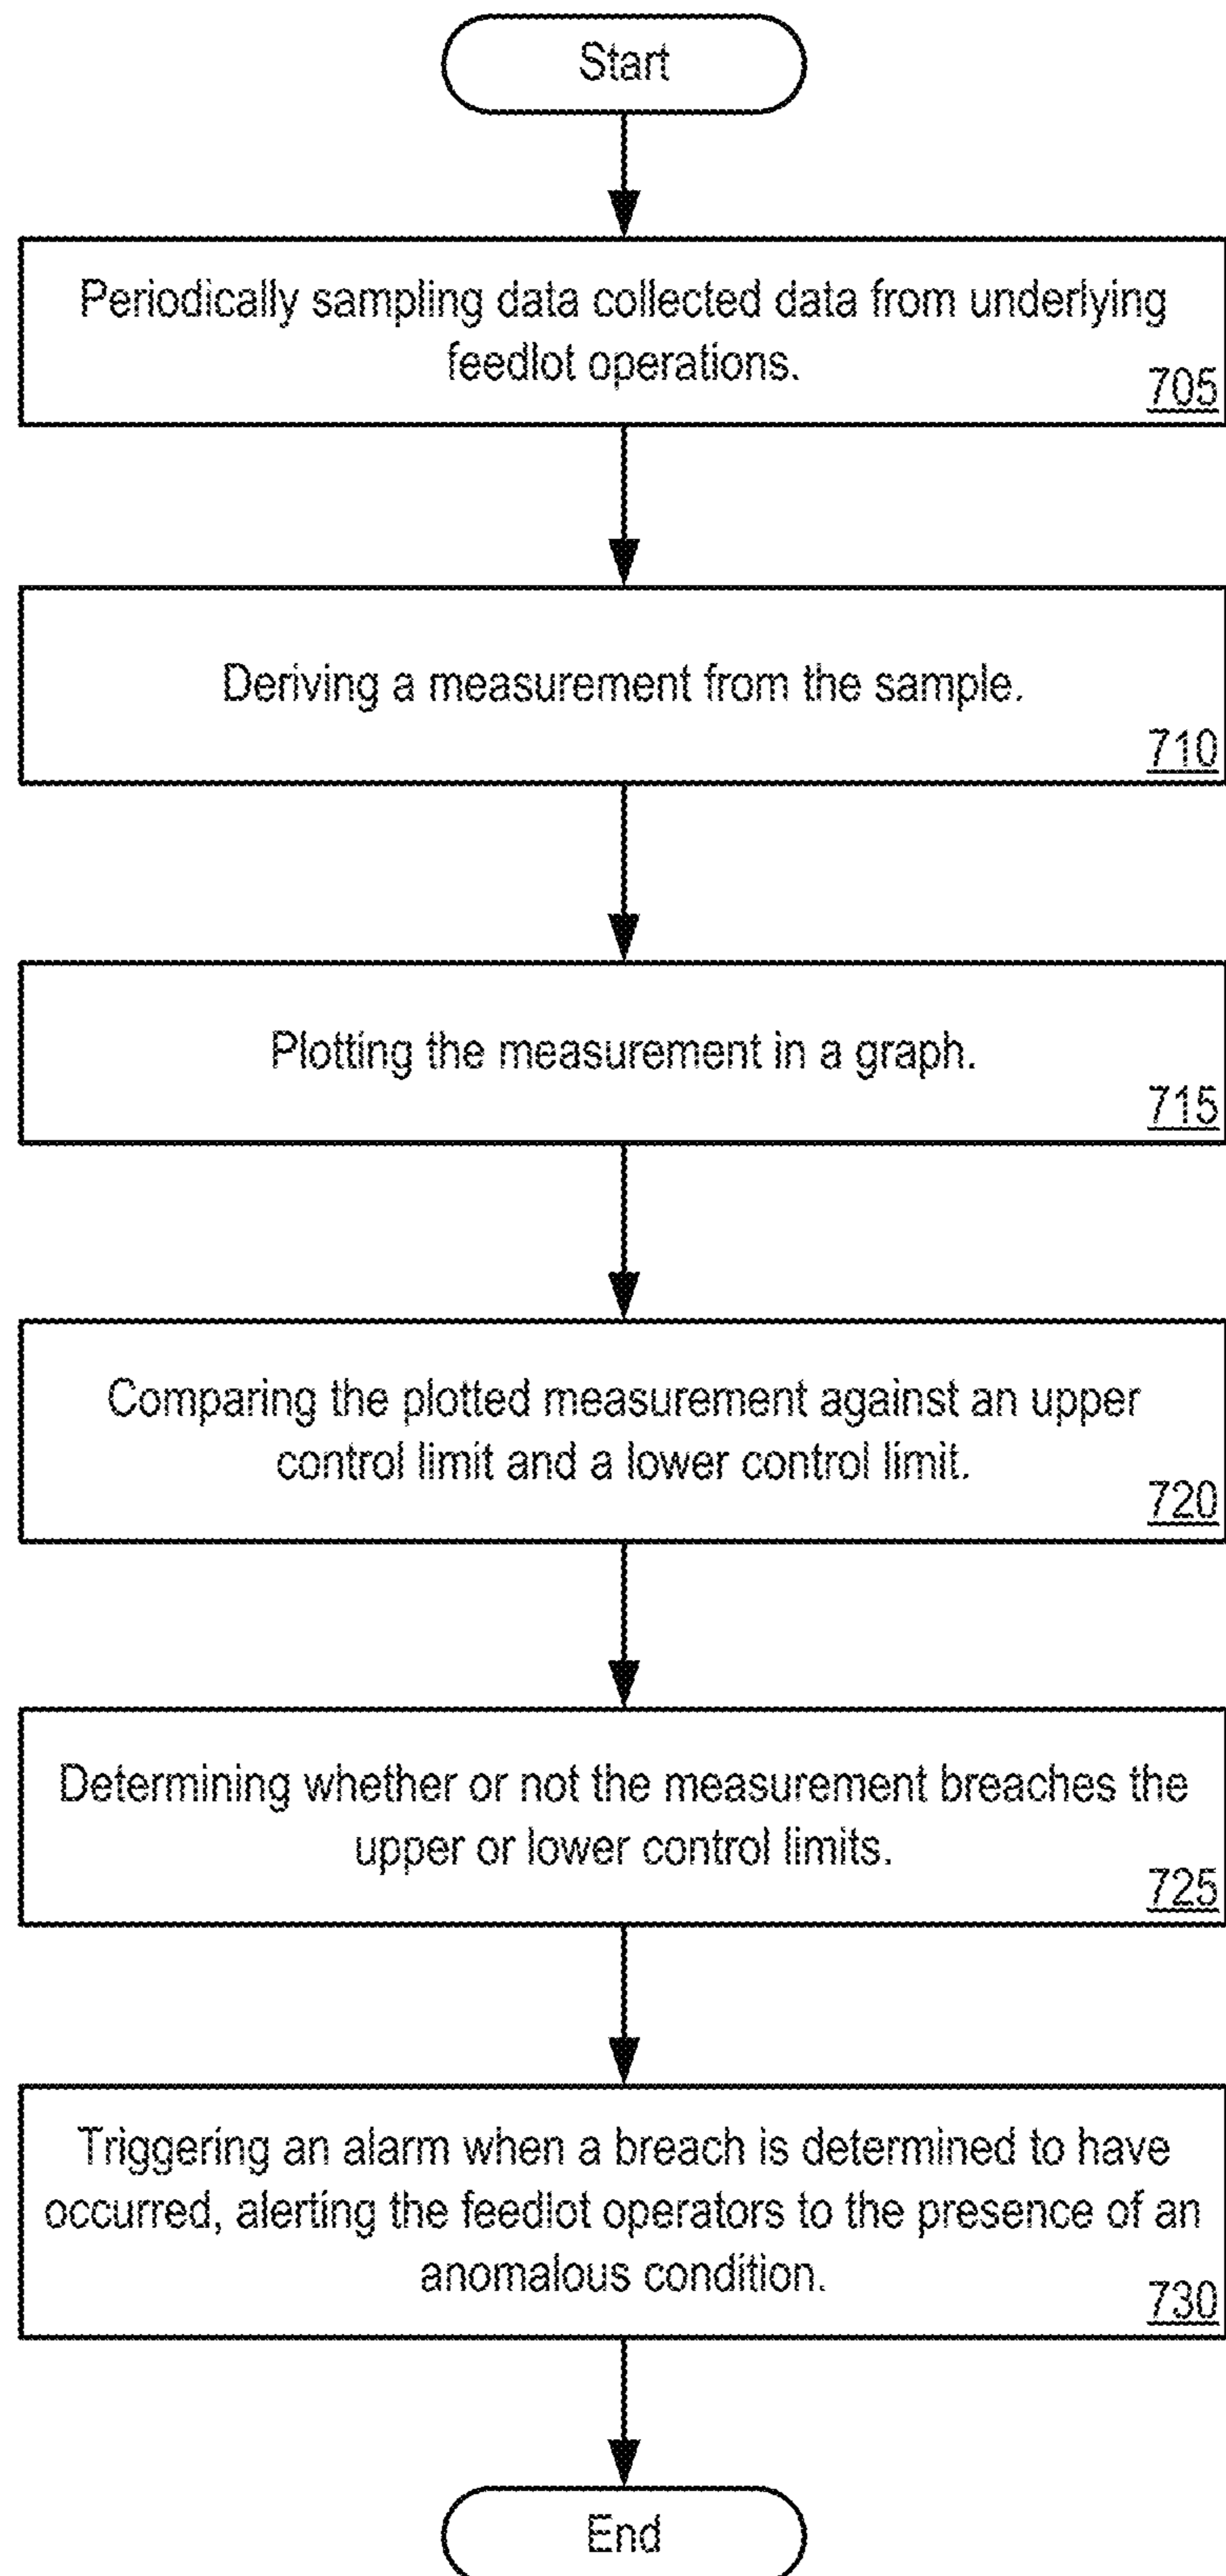 Start
Periodically sampling data collected data from underlying
feedlot operations.
705
Deriving a measurement from the sample.
710
Plotting the measurement in a graph.
715
Comparing the plotted measurement against an upper
control limit and a lower control limit.
720
Determining whether or not the measurement breaches the
upper or lower control limits.
725
Triggering an alarm when a breach is determined to have
occurred, alerting the feedlot operators to the presence of an
anomalous condition.
730
End